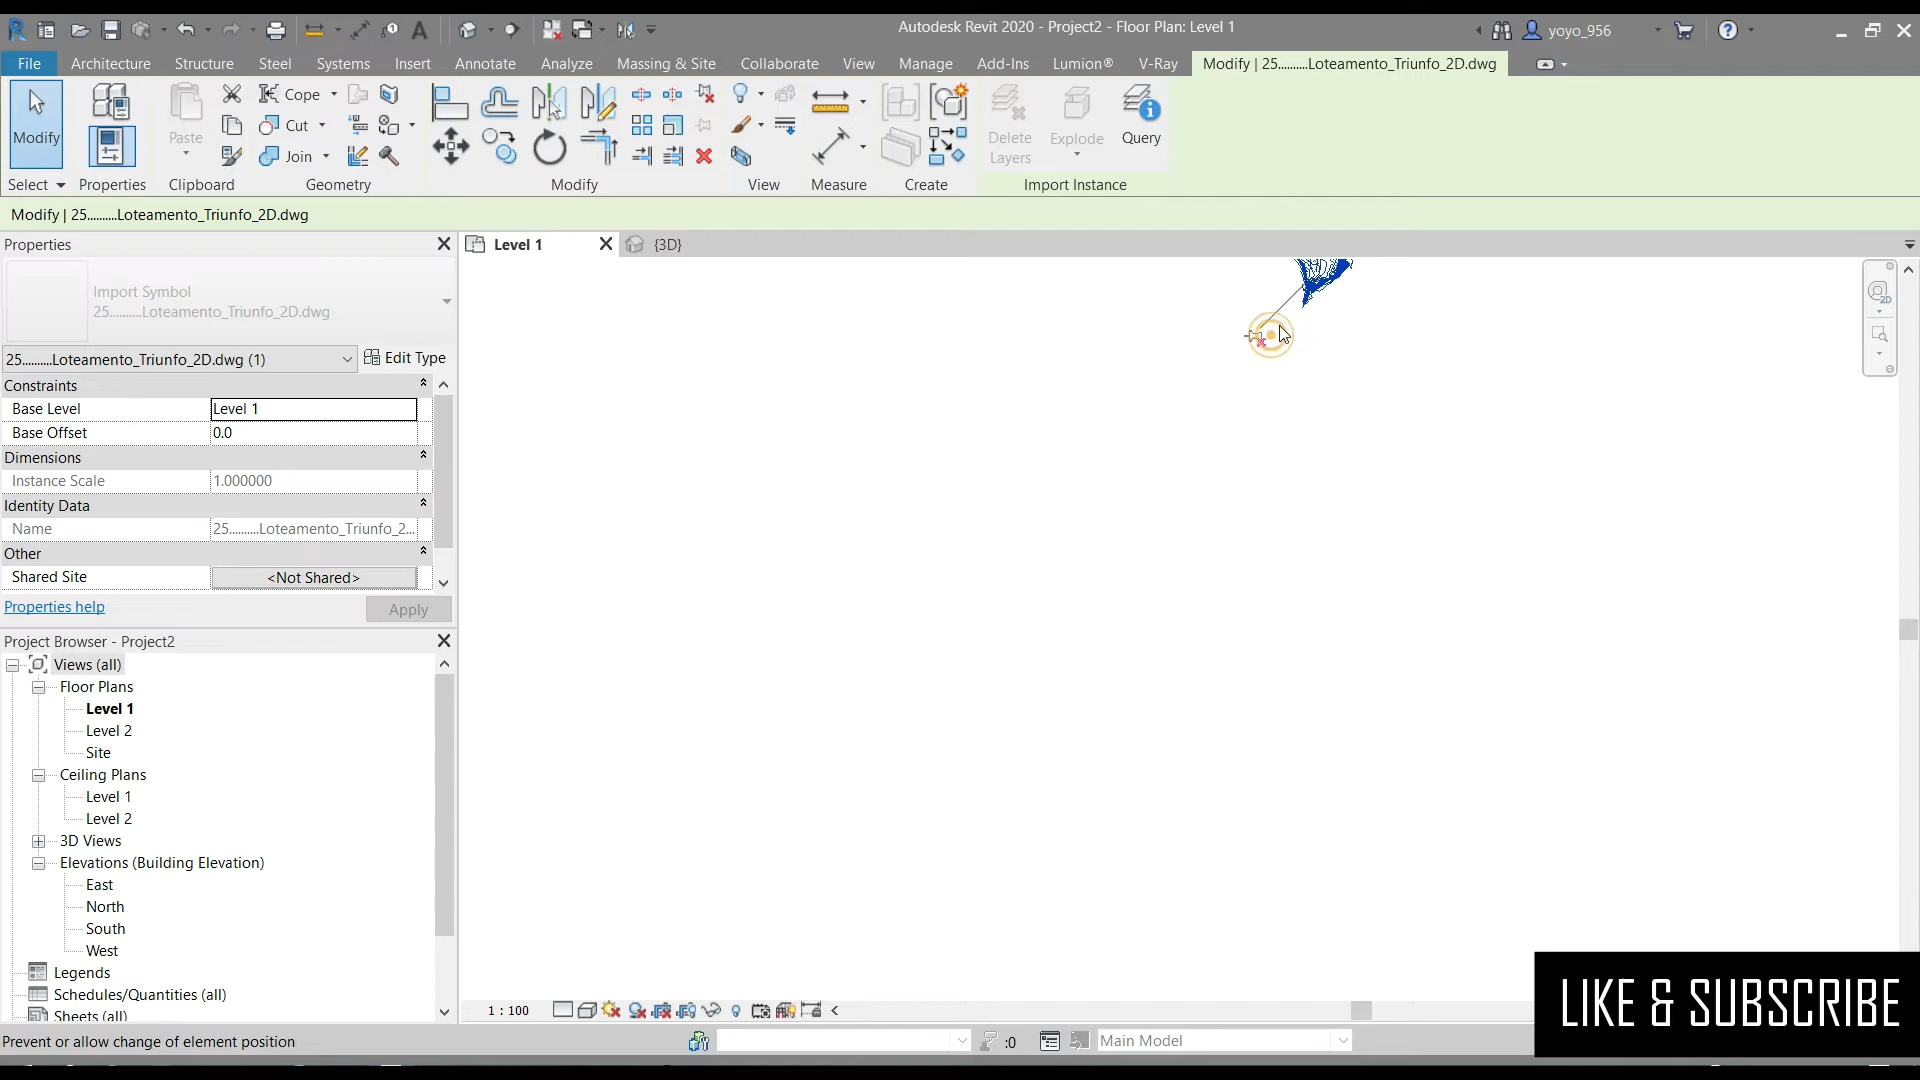 Autodesk Revit 2020 - Project2 - Floor Plan: Level 1
yoyo_956
File Architecture Structure Steel Systems Insert Annotate Analyze Massing & Site Collaborate View Manage Add-Ins Lumion® V-Ray Modify | 25..........Loteamento_Triunfo_2D.dwg
Modify
Paste
Cope
Cut
Join
Delete Layers
Explode
Query
Select Properties Clipboard Geometry Modify View Measure Create Import Instance
Modify | 25..........Loteamento_Triunfo_2D.dwg
Properties
Level 1
{3D}
Import Symbol
25..........Loteamento_Triunfo_2D.dwg
25..........Loteamento_Triunfo_2D.dwg (1)
Edit Type
Constraints
Base Level Level 1
Base Offset 0.0
Dimensions
Instance Scale 1.000000
Identity Data
Name 25..........Loteamento_Triunfo_2...
Other
Shared Site <Not Shared>
Properties help
Apply
Project Browser - Project2
Views (all)
Floor Plans
Level 1
Level 2
Site
Ceiling Plans
Level 1
Level 2
3D Views
Elevations (Building Elevation)
East
North
South
West
Legends
Schedules/Quantities (all)
Sheets (all)
1 : 100
2D
LIKE & SUBSCRIBE
Prevent or allow change of element position
:0
Main Model